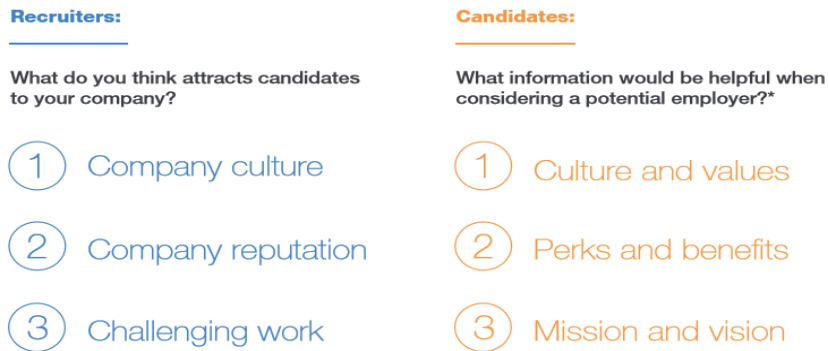 Recruiters:
What do you think attracts candidates
to your company?
1 Company culture
2 Company reputation
3 Challenging work
Candidates:
What information would be helpful when
considering a potential employer?*
1 Culture and values
2 Perks and benefits
3 Mission and vision